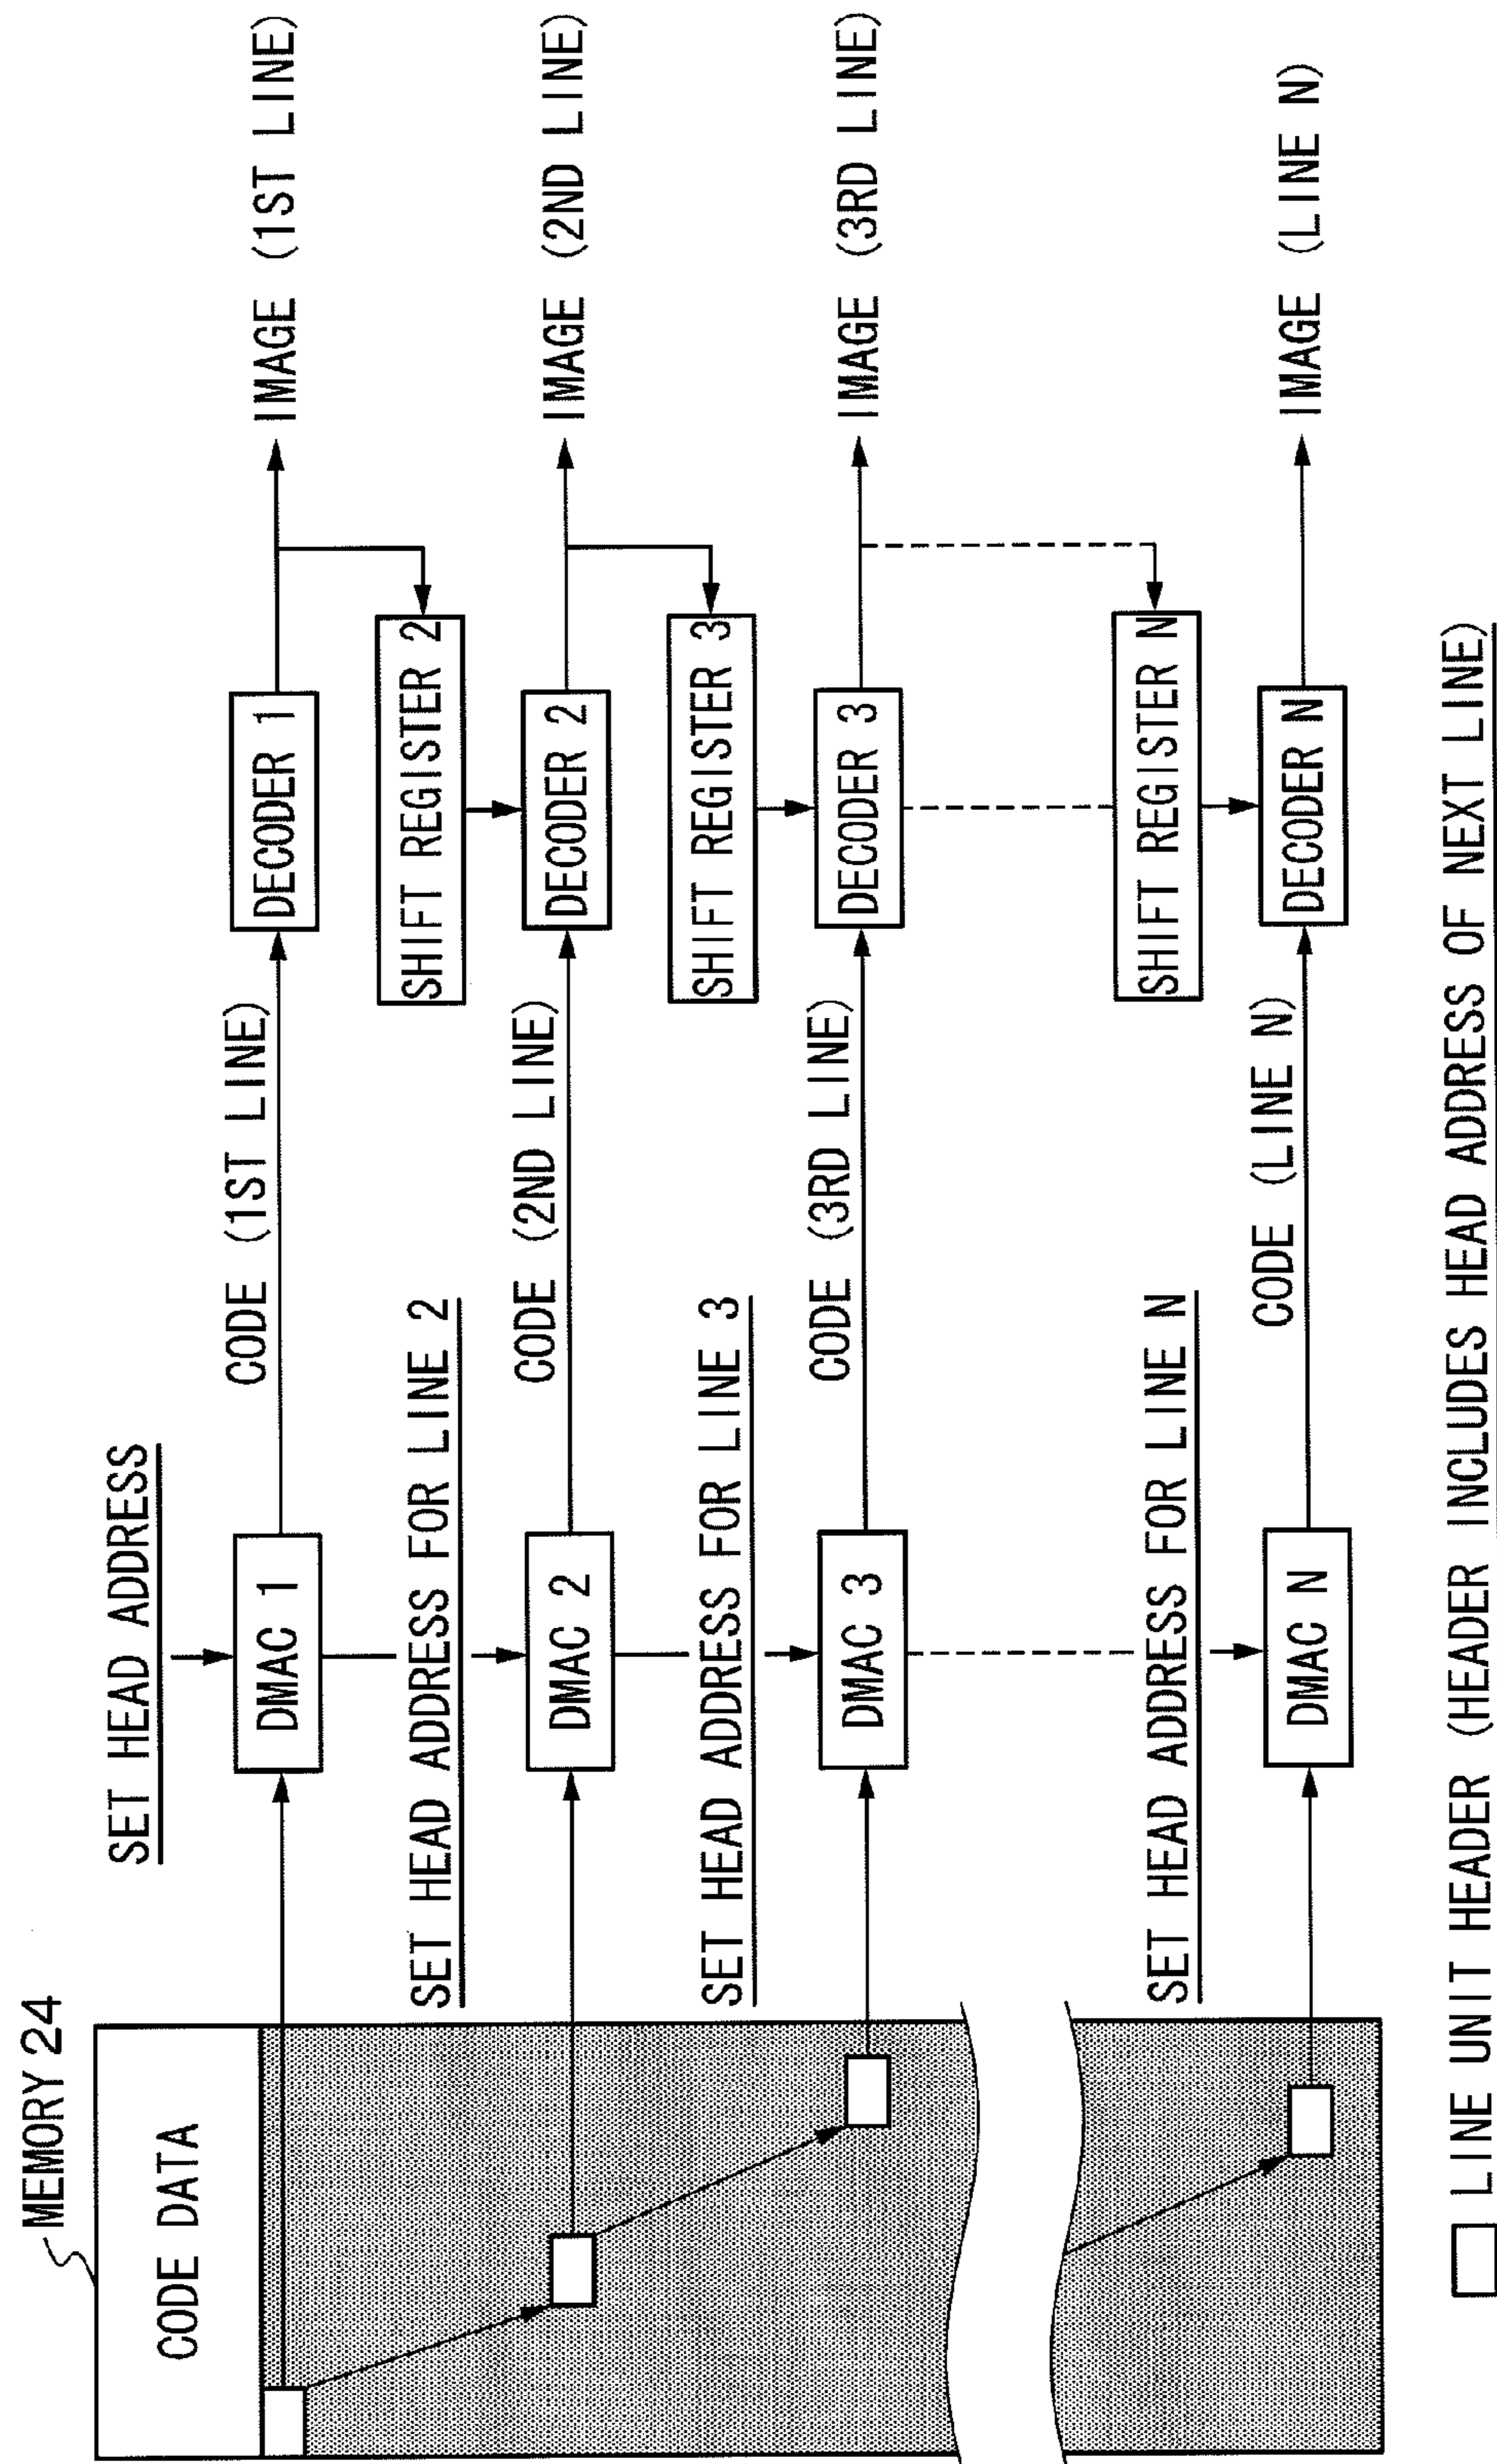 MEMORY 24
CODE DATA
SET HEAD ADDRESS
DMAC 1
CODE (1ST LINE)
DECODER 1
IMAGE (1ST LINE)
SET HEAD ADDRESS FOR LINE 2
SHIFT REGISTER 2
DMAC 2
CODE (2ND LINE)
DECODER 2
IMAGE (2ND LINE)
SET HEAD ADDRESS FOR LINE 3
SHIFT REGISTER 3
DMAC 3
CODE (3RD LINE)
DECODER 3
IMAGE (3RD LINE)
SET HEAD ADDRESS FOR LINE N
SHIFT REGISTER N
DMAC N
CODE (LINE N)
DECODER N
IMAGE (LINE N)
LINE UNIT HEADER (HEADER INCLUDES HEAD ADDRESS OF NEXT LINE)